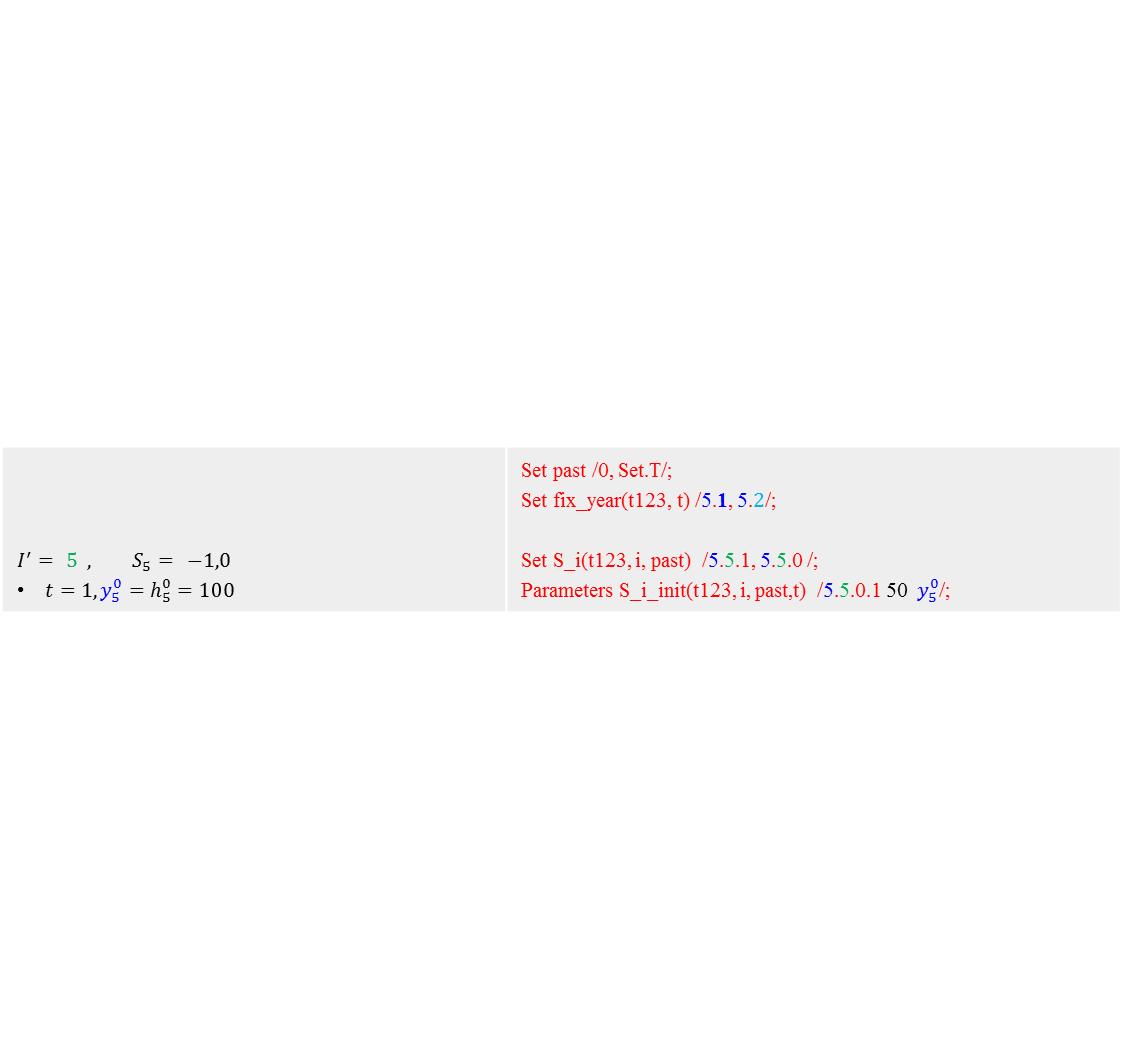 Set past /0, Set.T/;
Set fix_year(t123, t) /5.1, 5.2/;
I′ = 5 , S₅ = −1,0
Set S_i(t123, i, past) /5.5.1, 5.5.0 /;
• t = 1, y₅⁰ = h₅⁰ = 100
Parameters S_i_init(t123, i, past,t) /5.5.0.1 50 y₅⁰/;